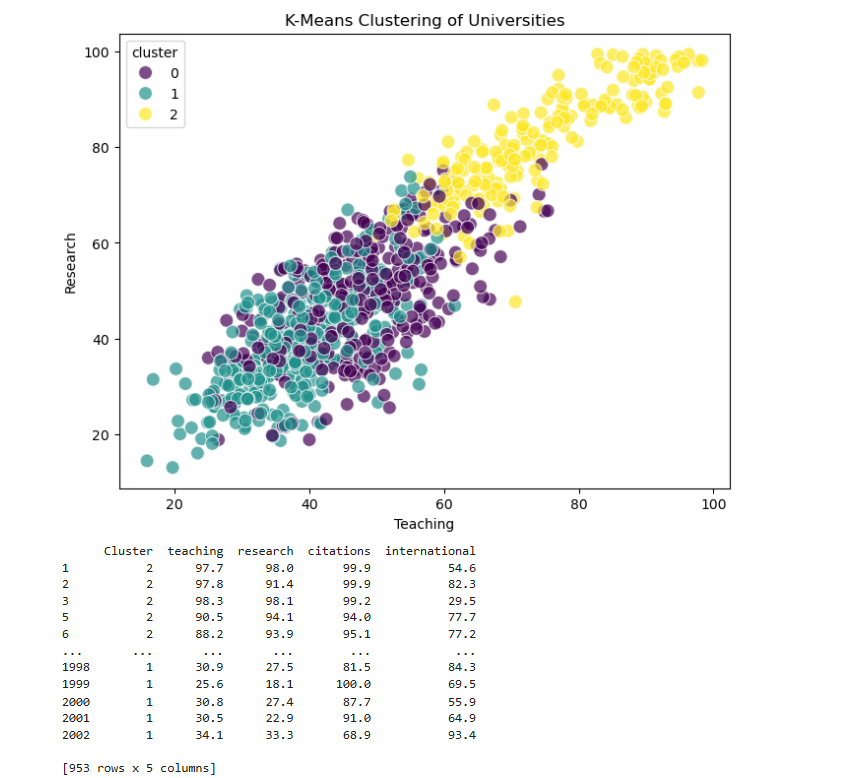 K-Means Clustering of Universities
cluster
0
1
2
100
80
60
40
20
Research
20 40 60 80 100
Teaching
Cluster teaching research citations international
1 2 97.7 98.0 99.9 54.6
2 2 97.8 91.4 99.9 82.3
3 2 98.3 98.1 99.2 29.5
5 2 90.5 94.1 94.0 77.7
6 2 88.2 93.9 95.1 77.2
... ... ... ... ... ...
1998 1 30.9 27.5 81.5 84.3
1999 1 25.6 18.1 100.0 69.5
2000 1 30.8 27.4 87.7 55.9
2001 1 30.5 22.9 91.0 64.9
2002 1 34.1 33.3 68.9 93.4
[953 rows x 5 columns]